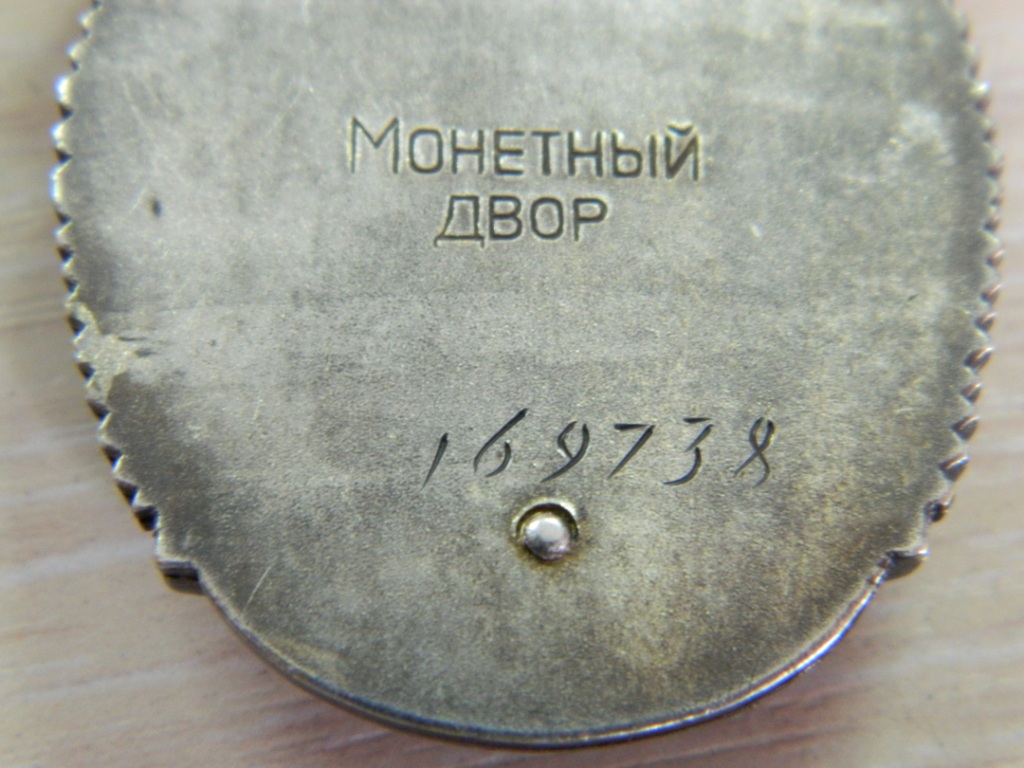 Монетный
двор
169738